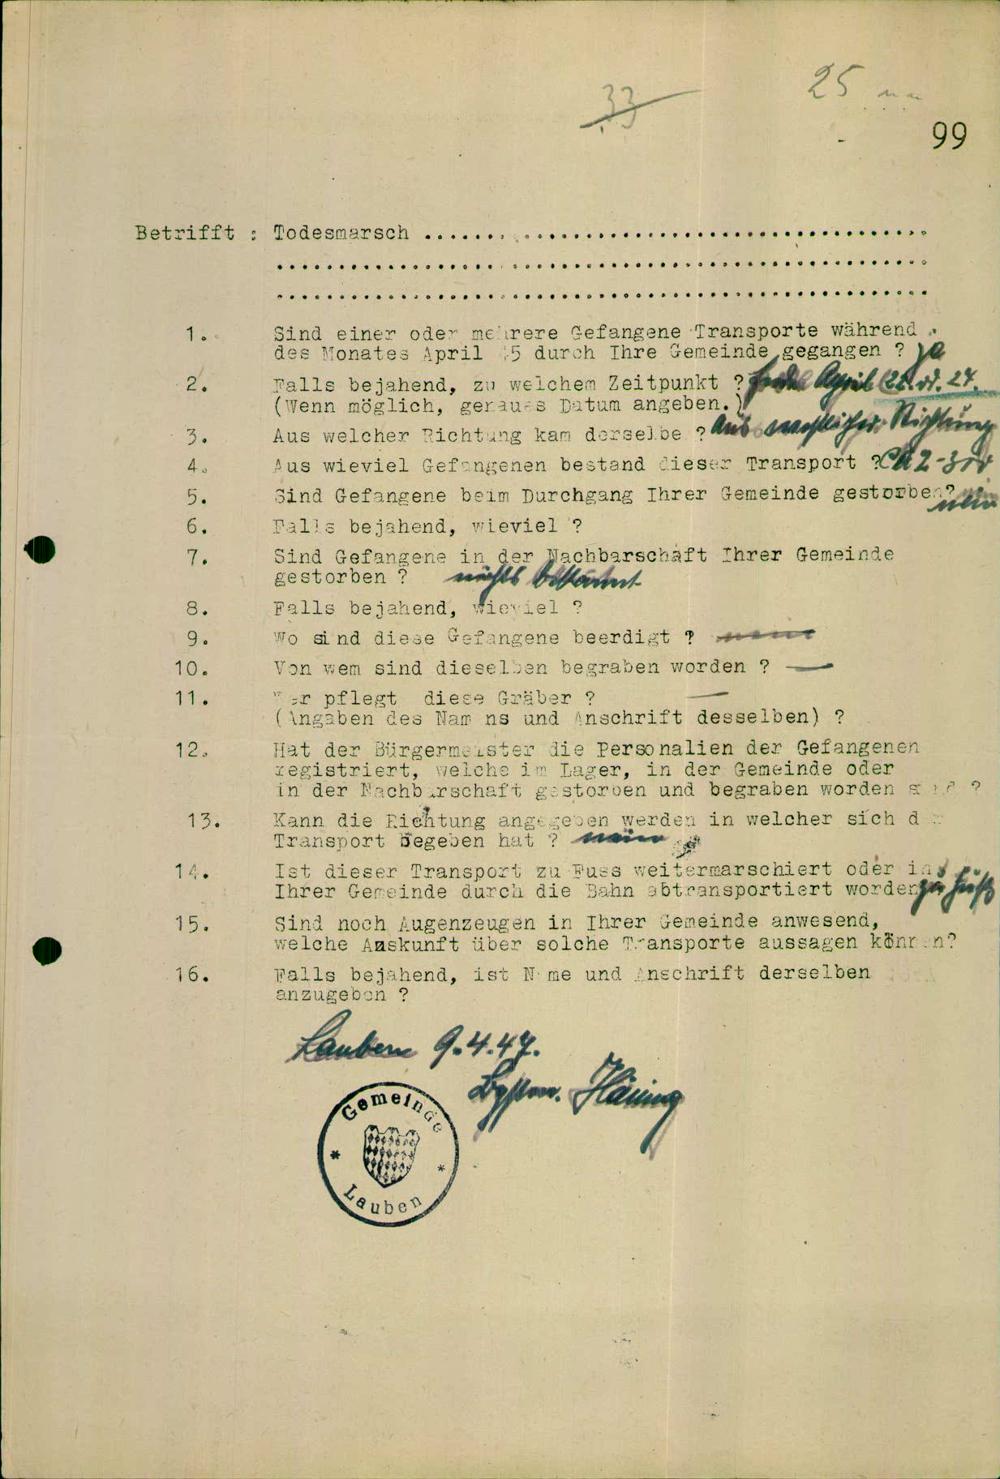 33
25
99
Betrifft : Todesmarsch ..................................................
..................................................
..................................................
1. Sind einer oder mehrere Gefangene Transporte während
des Monates April 45 durch Ihre Gemeinde gegangen ? ja
2. Falls bejahend, zu welchem Zeitpunkt ? Ende April
(Wenn möglich, genaues Datum angeben.)
3. Aus welcher Richtung kam derselbe ? Aus westlicher Richtung
4. Aus wieviel Gefangenen bestand dieser Transport ?
5. Sind Gefangene beim Durchgang Ihrer Gemeinde gestorben? nein
6. Falls bejahend, wieviel ?
7. Sind Gefangene in der Nachbarschaft Ihrer Gemeinde
gestorben ? nichts bekannt
8. Falls bejahend, wieviel ?
9. Wo sind diese Gefangene beerdigt ? nein
10. Von wem sind dieselben begraben worden ? —
11. Wer pflegt diese Gräber ? —
(Angaben des Namens und Anschrift desselben) ?
12. Hat der Bürgermeister die Personalien der Gefangenen
registriert, welche im Lager, in der Gemeinde oder
in der Nachbarschaft gestorben und begraben worden sind ?
13. Kann die Richtung angegeben werden in welcher sich der
Transport begeben hat ? nein
14. Ist dieser Transport zu Fuss weitermarschiert oder in
Ihrer Gemeinde durch die Bahn abtransportiert worden zu Fuß
15. Sind noch Augenzeugen in Ihrer Gemeinde anwesend,
welche Auskunft über solche Transporte aussagen können?
16. Falls bejahend, ist Name und Anschrift derselben
anzugeben ?
Lauben 9.4.47.
Gemeinde
Lauben